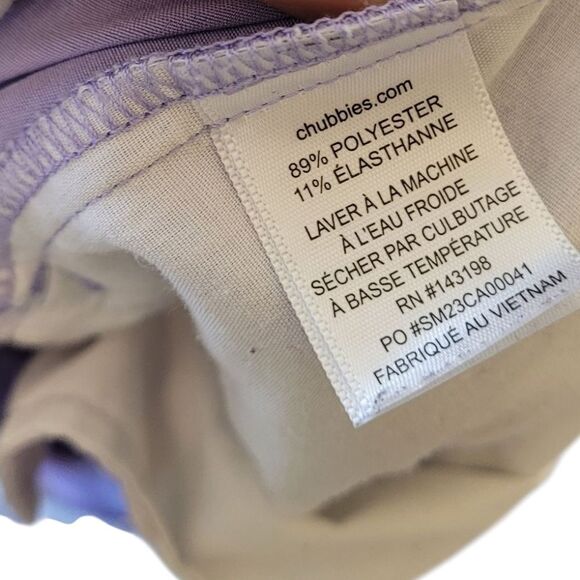 chubbies.com
89% POLYESTER
11% ÉLASTHANNE
LAVER À LA MACHINE
À L'EAU FROIDE
SÉCHER PAR CULBUTAGE
À BASSE TEMPÉRATURE
RN #143198
PO #SM23CA00041
FABRIQUÉ AU VIETNAM